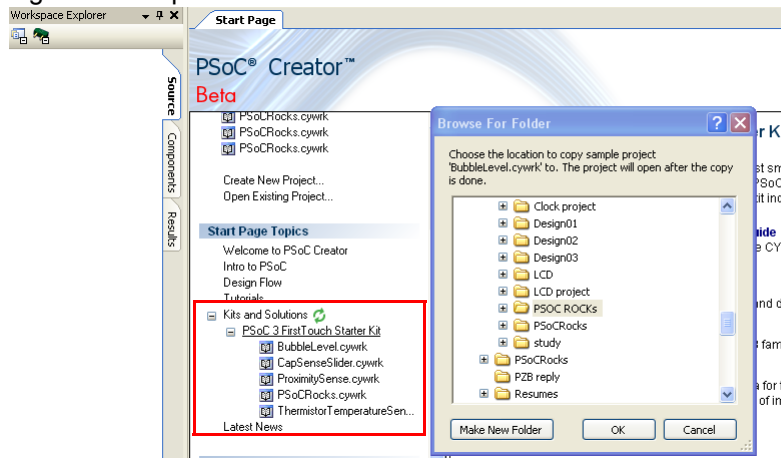 Workspace Explorer
Start Page
Source
Components
Results
PSoC® Creator™
Beta
PSoCRocks.cywrk
PSoCRocks.cywrk
PSoCRocks.cywrk
Create New Project...
Open Existing Project...
Start Page Topics
Welcome to PSoC Creator
Intro to PSoC
Design Flow
Tutorials
Kits and Solutions
PSoC 3 FirstTouch Starter Kit
BubbleLevel.cywrk
CapSenseSlider.cywrk
ProximitySense.cywrk
PSoCRocks.cywrk
ThermistorTemperatureSen...
Latest News
Browse For Folder
Choose the location to copy sample project
'BubbleLevel.cywrk' to. The project will open after the copy
is done.
Clock project
Design01
Design02
Design03
LCD
LCD project
PSOC ROCKs
PSoCRocks
study
PSoCRocks
PZB reply
Resumes
Make New Folder
OK
Cancel